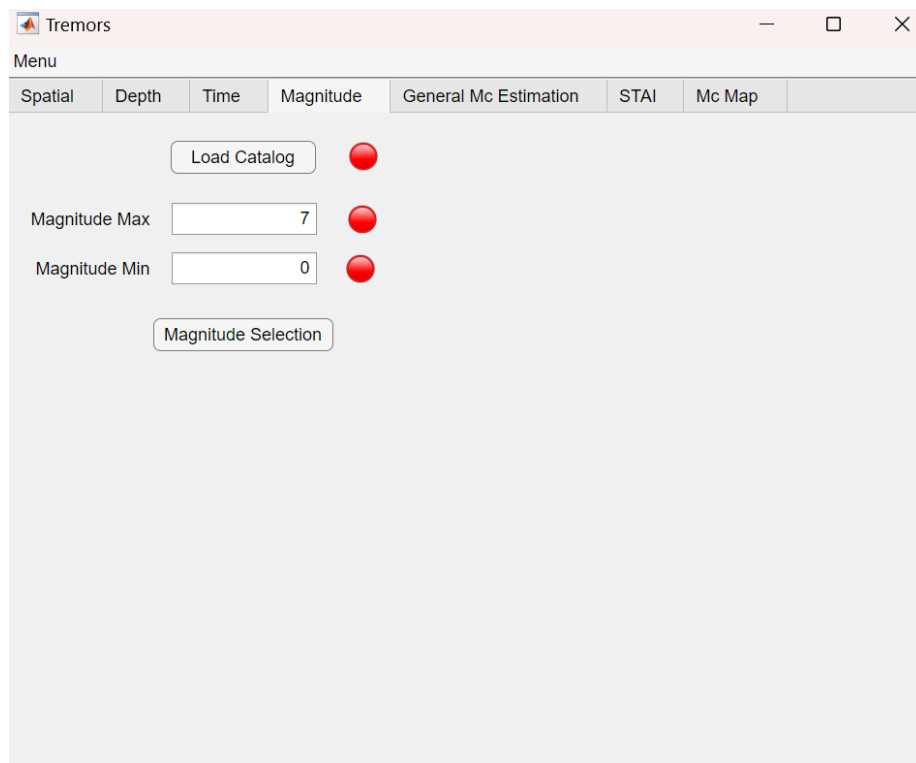 Tremors
Menu
Spatial Depth Time Magnitude General Mc Estimation STAI Mc Map
Load Catalog
Magnitude Max 7
Magnitude Min 0
Magnitude Selection